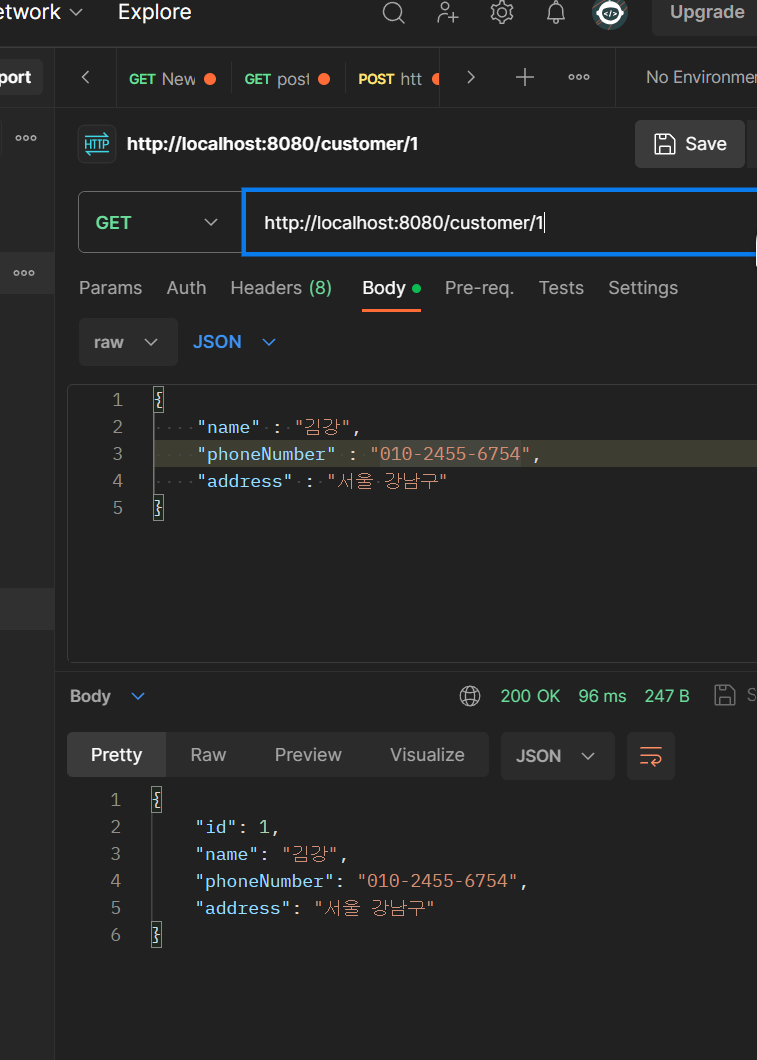 etwork Explore Upgrade
port GET New GET post POST htt No Environme
HTTP http://localhost:8080/customer/1 Save
GET http://localhost:8080/customer/1
Params Auth Headers (8) Body Pre-req. Tests Settings
raw JSON
1 {
2 "name" : "김강",
3 "phoneNumber" : "010-2455-6754",
4 "address" : "서울 강남구"
5 }
Body 200 OK 96 ms 247 B S
Pretty Raw Preview Visualize JSON
1 {
2 "id": 1,
3 "name": "김강",
4 "phoneNumber": "010-2455-6754",
5 "address": "서울 강남구"
6 }